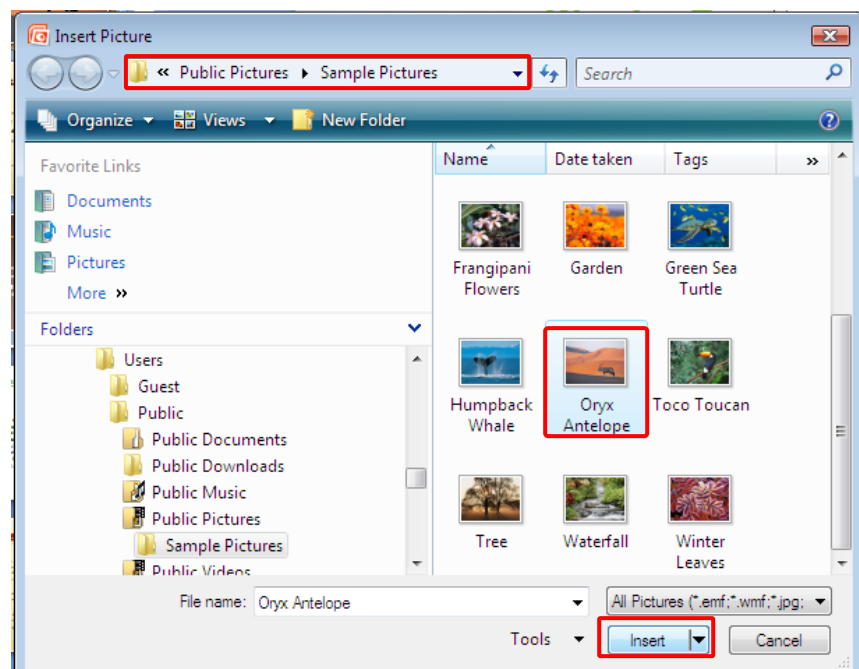 Insert Picture
« Public Pictures Sample Pictures
Search
Organize Views New Folder
Favorite Links
Documents
Music
Pictures
More »
Folders
Users
Guest
Public
Public Documents
Public Downloads
Public Music
Public Pictures
Sample Pictures
Public Videos
Name Date taken Tags »
Frangipani
Flowers
Garden
Green Sea
Turtle
Humpback
Whale
Oryx
Antelope
Toco Toucan
Tree
Waterfall
Winter
Leaves
File name: Oryx Antelope
All Pictures (*.emf;*.wmf;*.jpg;
Tools Insert Cancel